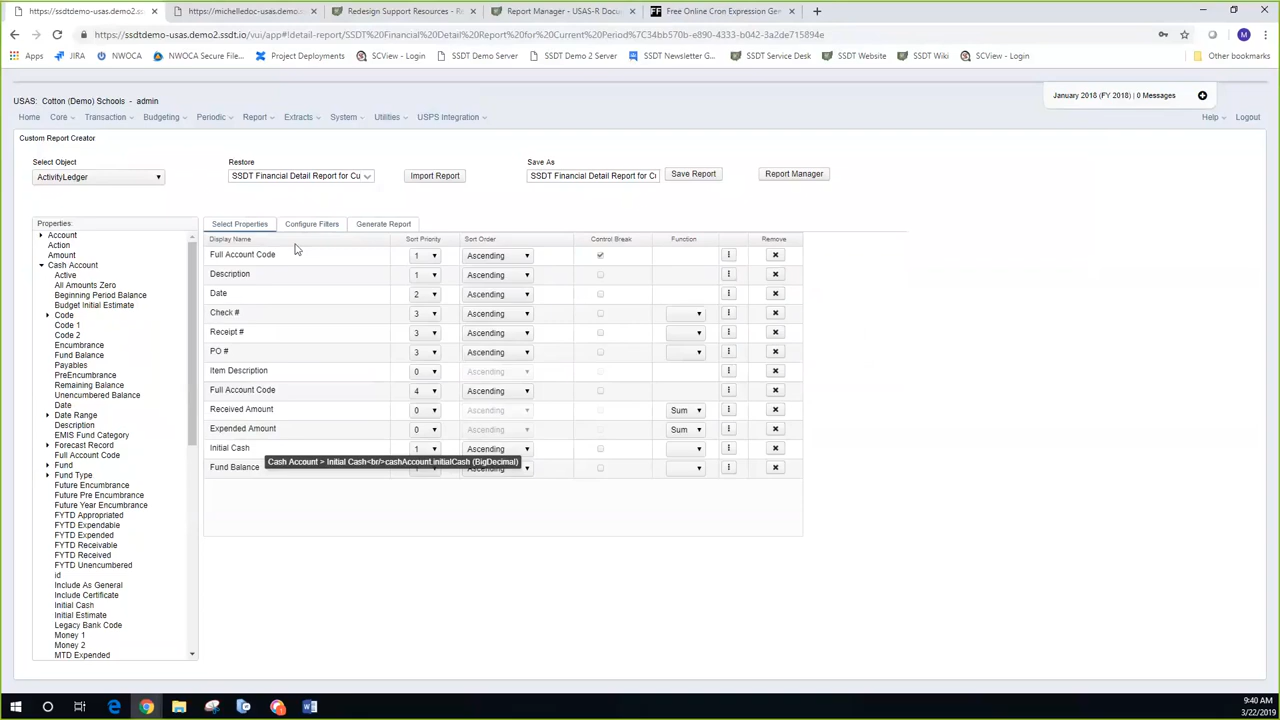 https://ssdtdemo-usas.demo2.ss...
https://michelledoc-usas.demo...
Redesign Support Resources - Re
Report Manager - USAS-R Docu
Free Online Cron Expression Gen
https://ssdtdemo-usas.demo2.ssdt.io/vui/app#!detail-report/SSDT%20Financial%20Detail%20Report%20for%20Current%20Period%7C34bb570b-e890-4333-b042-3a2de715894e
Apps
JIRA
NWOCA
NWOCA Secure File...
Project Deployments
SCView - Login
SSDT Demo Server
SSDT Demo 2 Server
SSDT Newsletter G...
SSDT Service Desk
SSDT Website
SSDT Wiki
SCView - Login
Other bookmarks
USAS: Cotton (Demo) Schools - admin
January 2018 (FY 2018) | 0 Messages
Home Core Transaction Budgeting Periodic Report Extracts System Utilities USPS Integration Help Logout
Custom Report Creator
Select Object Restore Save As
ActivityLedger
SSDT Financial Detail Report for Cu
Import Report
SSDT Financial Detail Report for C
Save Report
Report Manager
Properties
Select Properties Configure Filters Generate Report
Display Name Sort Priority Sort Order Control Break Function Remove
Full Account Code 1 Ascending
Description 1 Ascending
Date 2 Ascending
Check # 3 Ascending
Receipt # 3 Ascending
PO # 3 Ascending
Item Description 0 Ascending
Full Account Code 4 Ascending
Received Amount 0 Ascending Sum
Expended Amount 0 Ascending Sum
Initial Cash 1 Ascending
Cash Account > Initial Cash<br/>cashAccount.initialCash (BigDecimal)
Fund Balance
Account
Action
Amount
Cash Account
Active
All Amounts Zero
Beginning Period Balance
Budget Initial Estimate
Code
Code 1
Code 2
Encumbrance
Fund Balance
Payables
PreEncumbrance
Remaining Balance
Unencumbered Balance
Date
Date Range
Description
EMIS Fund Category
Forecast Record
Full Account Code
Fund
Fund Type
Future Encumbrance
Future Pre Encumbrance
Future Year Encumbrance
FYTD Appropriated
FYTD Expendable
FYTD Expended
FYTD Receivable
FYTD Received
FYTD Unencumbered
id
Include As General
Include Certificate
Initial Cash
Initial Estimate
Legacy Bank Code
Money 1
Money 2
MTD Expended
9:40 AM
3/22/2019